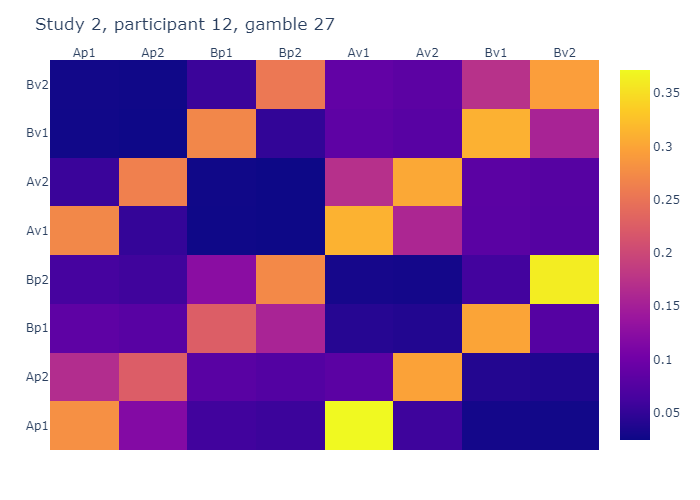 Study 2, participant 12, gamble 27
Ap1 Ap2 Bp1 Bp2 Av1 Av2 Bv1 Bv2
Bv2
Bv1
Av2
Av1
Bp2
Bp1
Ap2
Ap1
0.35
0.3
0.25
0.2
0.15
0.1
0.05